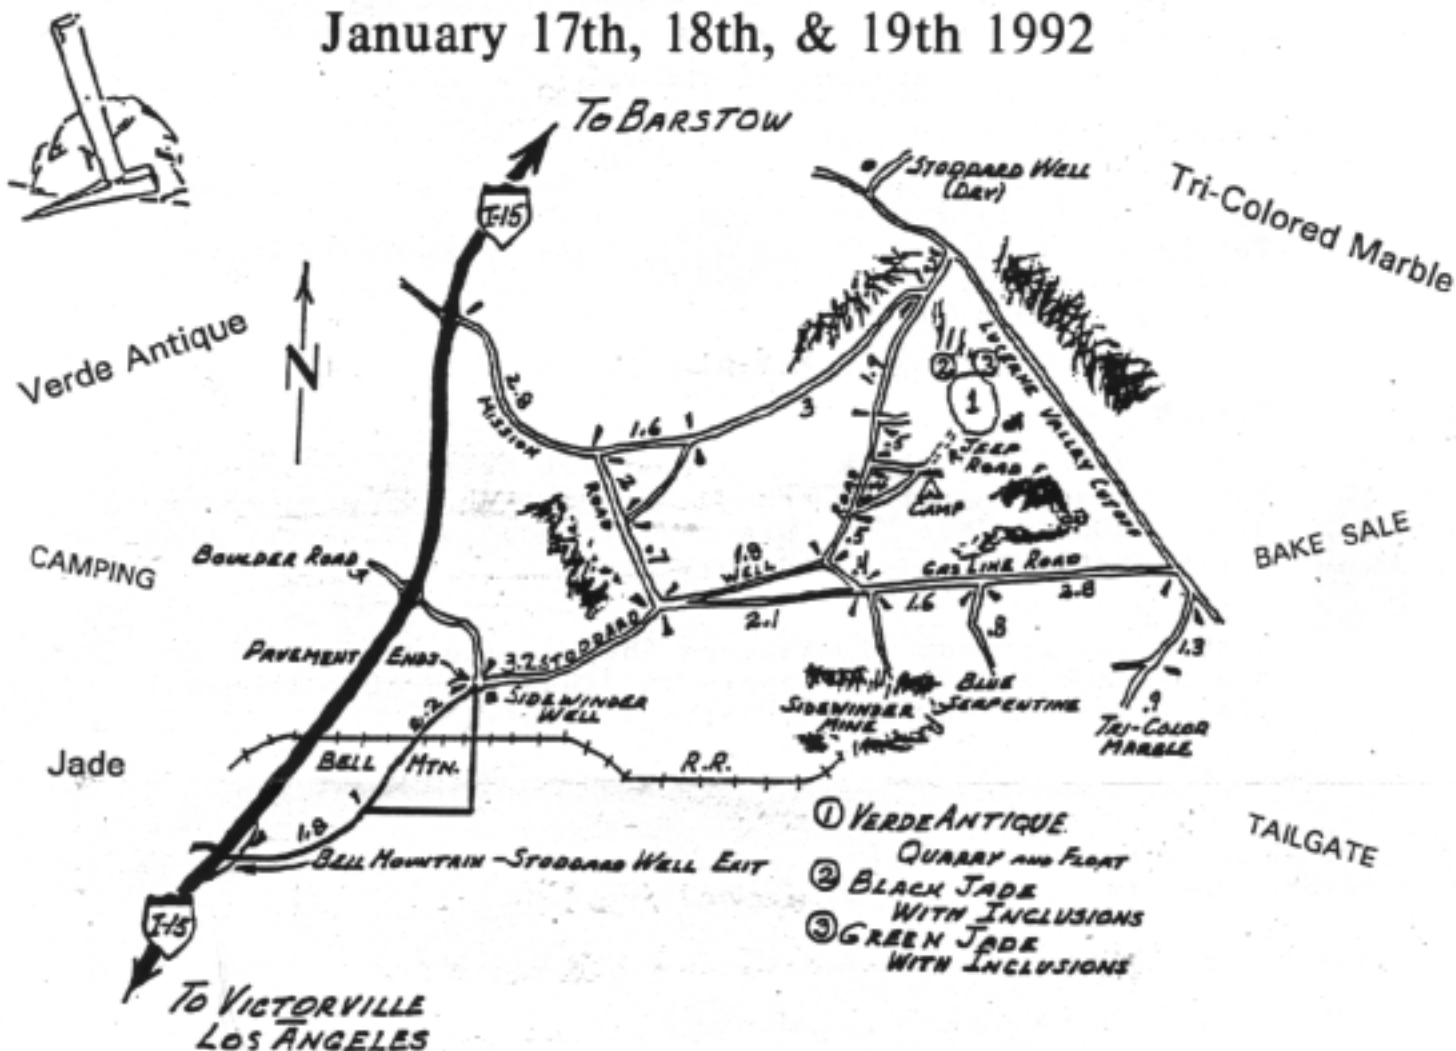 January 17th, 18th, & 19th 1992
To BARSTOW
I-15
STODDARD WELL
(DRY)
Tri-Colored Marble
Verde Antique
N
2.8
MISSION
ROAD
1.6
3
1.9
2
3
1
LUCERNE VALLEY CUTOFF
.5
JEEP
ROAD
CAMP
2
.7
ROAD
.5
BAKE SALE
CAMPING
BOULDER ROAD
1.8
WELL
.4
GAS LINE ROAD
2.1
1.6
2.8
.8
1.3
.9
PAVEMENT ENDS
3.2 STODDARD
SIDEWINDER
WELL
SIDEWINDER
MINE
BLUE
SERPENTINE
TRI-COLOR
MARBLE
Jade
BELL MTN.
R.R.
1.8
BELL MOUNTAIN - STODDARD WELL EXIT
① VERDE ANTIQUE
QUARRY AND FLOAT
② BLACK JADE
WITH INCLUSIONS
③ GREEN JADE
WITH INCLUSIONS
TAILGATE
I-15
To VICTORVILLE
LOS ANGELES